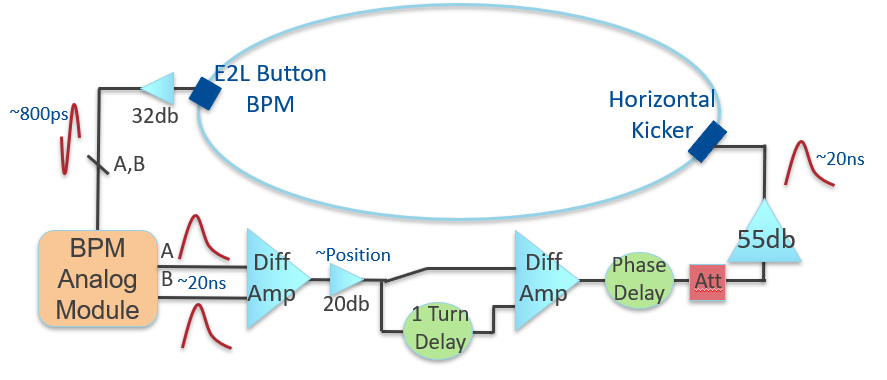 E2L Button
BPM
32db
~800ps
A,B
Horizontal
Kicker
~20ns
55db
BPM
Analog
Module
A
B
~20ns
Diff
Amp
~Position
20db
1 Turn
Delay
Diff
Amp
Phase
Delay
Att